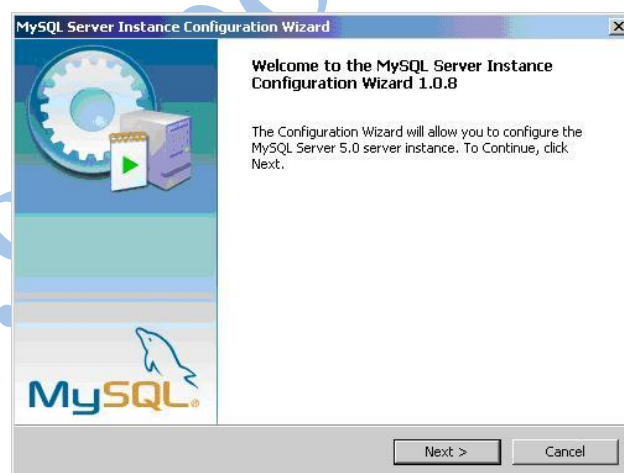 MySQL Server Instance Configuration Wizard
Welcome to the MySQL Server Instance
Configuration Wizard 1.0.8
The Configuration Wizard will allow you to configure the
MySQL Server 5.0 server instance. To Continue, click
Next.
MySQL®
Next >
Cancel